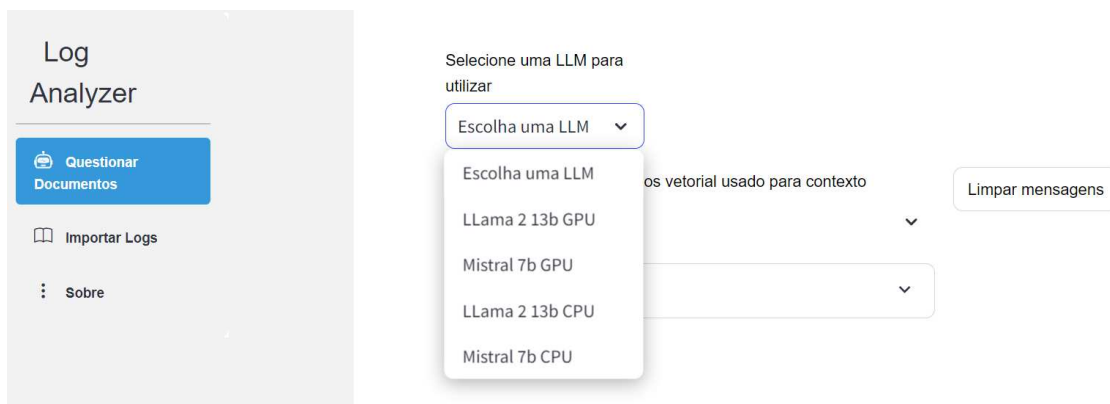 Log
Analyzer
Questionar
Documentos
Importar Logs
Sobre
Selecione uma LLM para
utilizar
Escolha uma LLM
Escolha uma LLM
LLama 2 13b GPU
Mistral 7b GPU
LLama 2 13b CPU
Mistral 7b CPU
os vetorial usado para contexto
Limpar mensagens